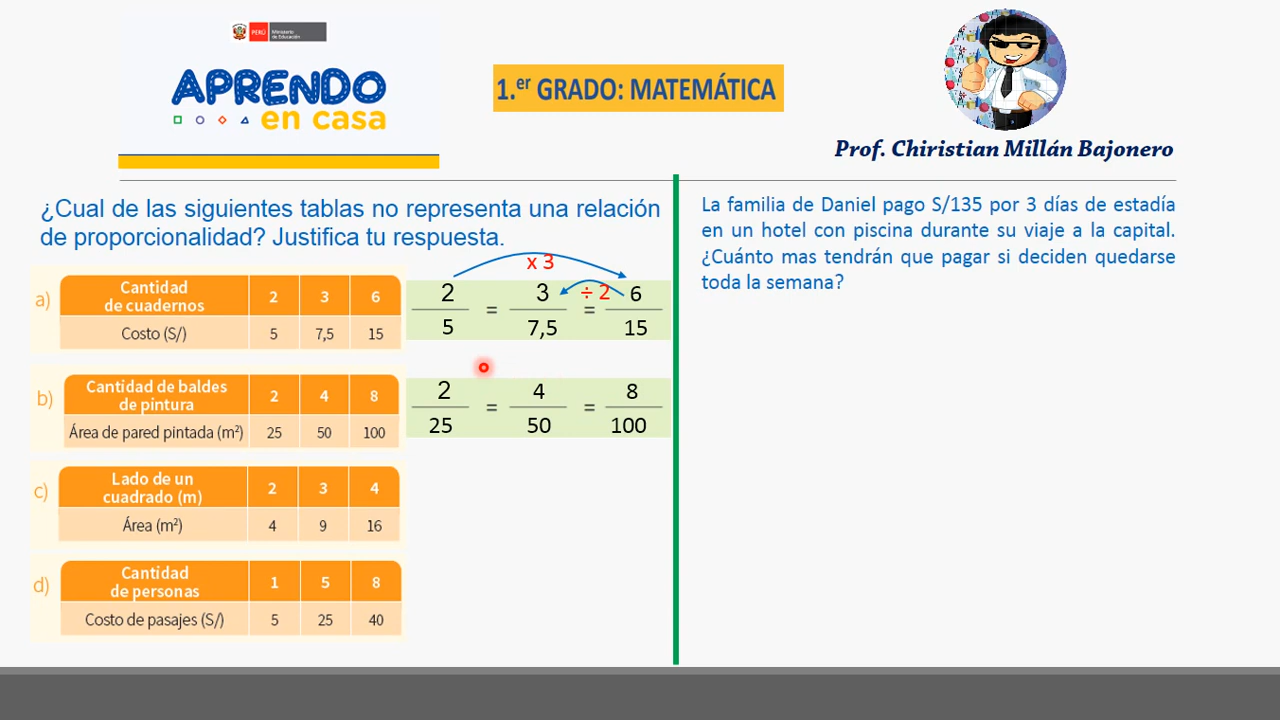 PERÚ Ministerio de Educación
APRENDO
en casa
1.er GRADO: MATEMÁTICA
Prof. Chiristian Millán Bajonero
¿Cual de las siguientes tablas no representa una relación
de proporcionalidad? Justifica tu respuesta.
a) Cantidad de cuadernos 2 3 6
Costo (S/) 5 7,5 15
x 3
÷ 2
2 3 6
= =
5 7,5 15
b) Cantidad de baldes de pintura 2 4 8
Área de pared pintada (m²) 25 50 100
2 4 8
= =
25 50 100
c) Lado de un cuadrado (m) 2 3 4
Área (m²) 4 9 16
d) Cantidad de personas 1 5 8
Costo de pasajes (S/) 5 25 40
La familia de Daniel pago S/135 por 3 días de estadía
en un hotel con piscina durante su viaje a la capital.
¿Cuánto mas tendrán que pagar si deciden quedarse
toda la semana?